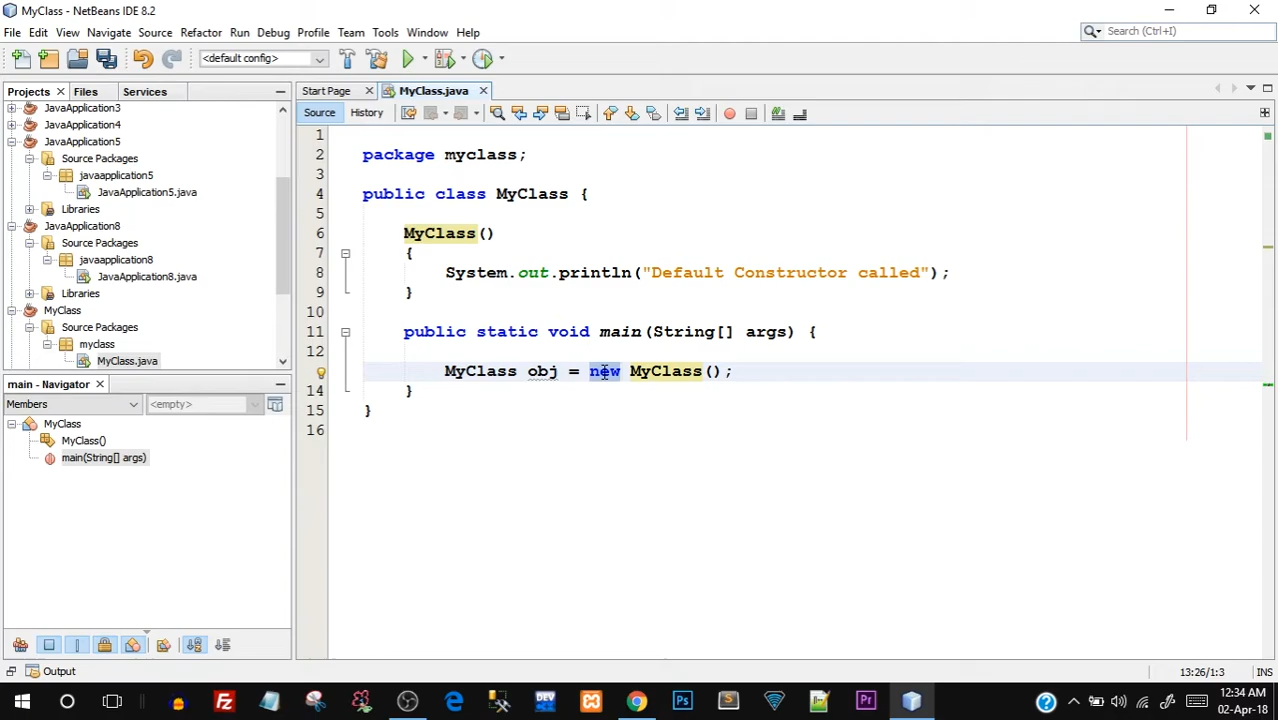 MyClass - NetBeans IDE 8.2
File Edit View Navigate Source Refactor Run Debug Profile Team Tools Window Help
Search (Ctrl+I)
<default config>
Projects Files Services
JavaApplication3
JavaApplication4
JavaApplication5
Source Packages
javaapplication5
JavaApplication5.java
Libraries
JavaApplication8
Source Packages
javaapplication8
JavaApplication8.java
Libraries
MyClass
Source Packages
myclass
MyClass.java
main - Navigator
Members <empty>
MyClass
MyClass()
main(String[] args)
Start Page MyClass.java
Source History
1
2 package myclass;
3
4 public class MyClass {
5
6 MyClass()
7 {
8 System.out.println("Default Constructor called");
9 }
10
11 public static void main(String[] args) {
12
MyClass obj = new MyClass();
14 }
15 }
16
Output
13:26/1:3 INS
Ps
DEV
S
Pr
12:34 AM
02-Apr-18